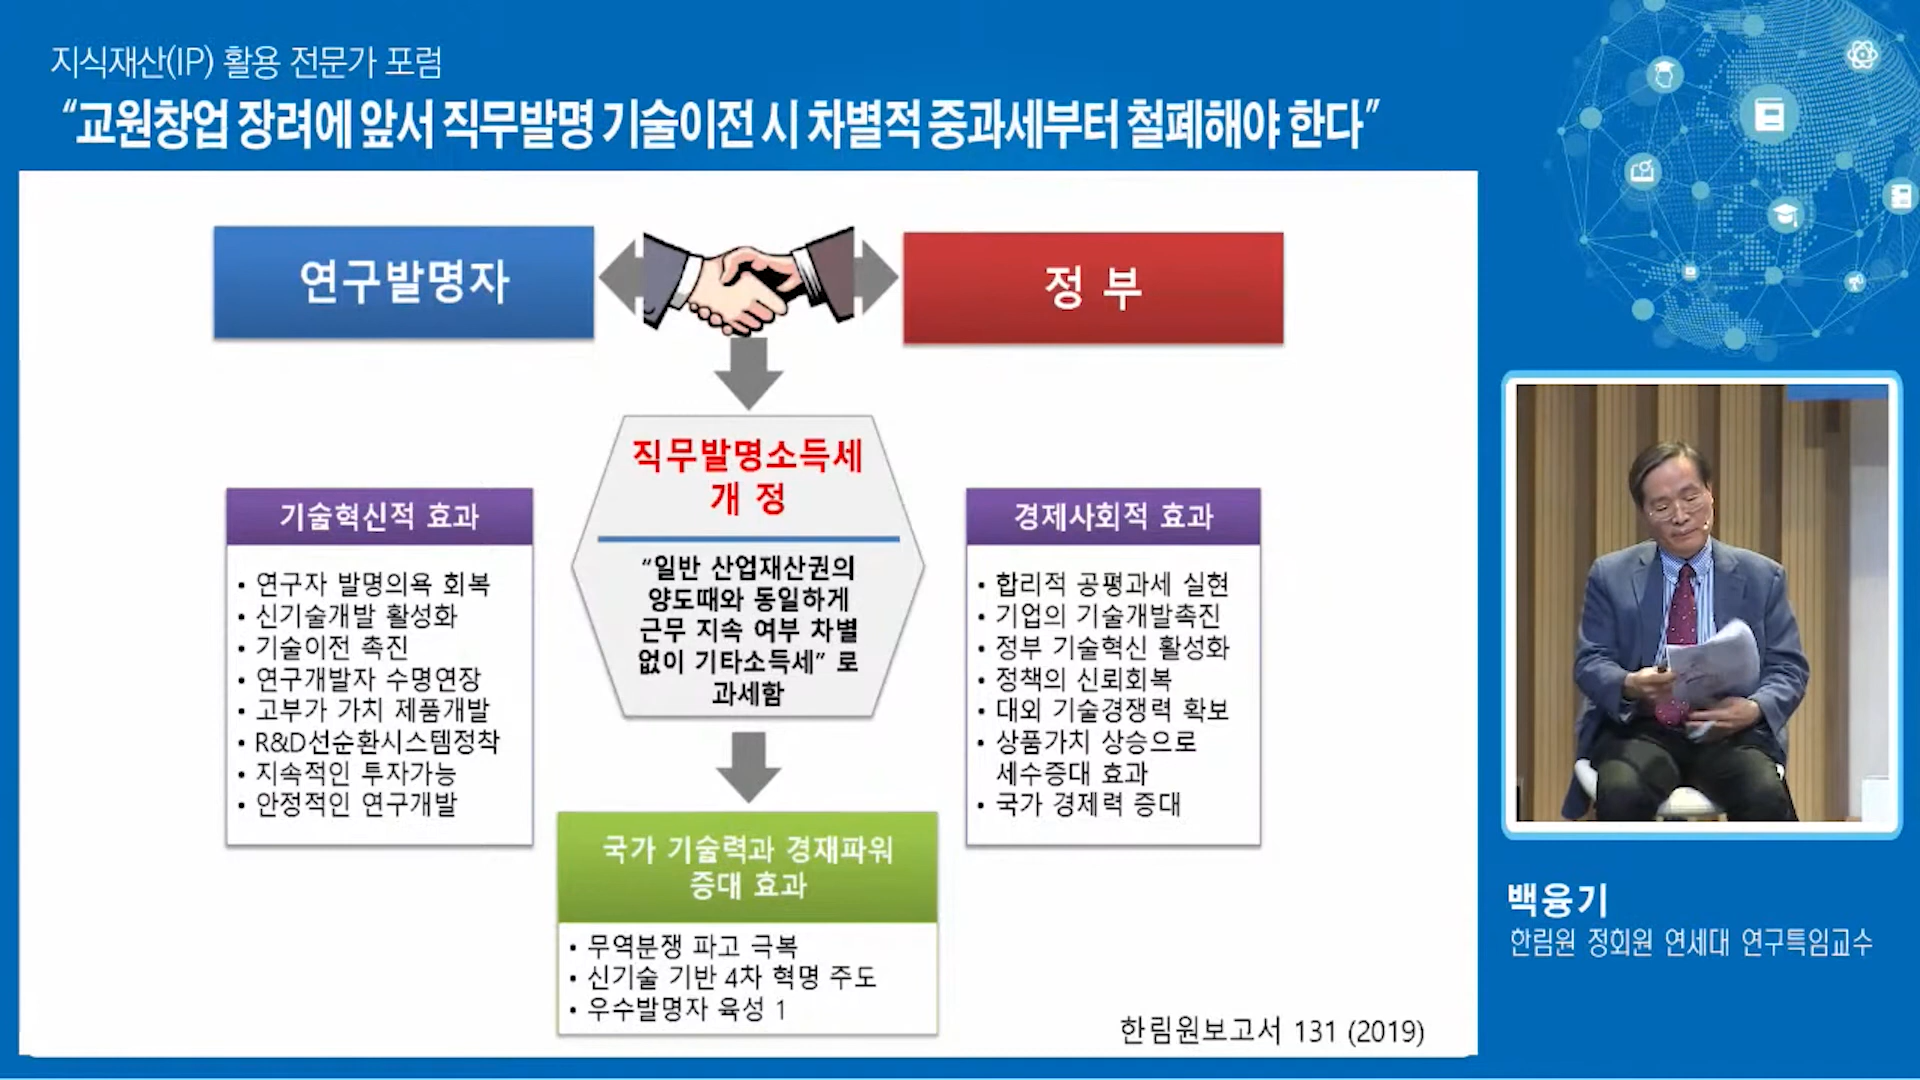 지식재산(IP) 활용 전문가 포럼
“교원창업 장려에 앞서 직무발명 기술이전 시 차별적 중과세부터 철폐해야 한다”
연구발명자
정 부
직무발명소득세
개 정
“일반 산업재산권의
양도때와 동일하게
근무 지속 여부 차별
없이 기타소득세” 로
과세함
기술혁신적 효과
• 연구자 발명의욕 회복
• 신기술개발 활성화
• 기술이전 촉진
• 연구개발자 수명연장
• 고부가 가치 제품개발
• R&D선순환시스템정착
• 지속적인 투자가능
• 안정적인 연구개발
경제사회적 효과
• 합리적 공평과세 실현
• 기업의 기술개발촉진
• 정부 기술혁신 활성화
• 정책의 신뢰회복
• 대외 기술경쟁력 확보
• 상품가치 상승으로
세수증대 효과
• 국가 경제력 증대
국가 기술력과 경재파워
증대 효과
• 무역분쟁 파고 극복
• 신기술 기반 4차 혁명 주도
• 우수발명자 육성 1
한림원보고서 131 (2019)
백융기
한림원 정회원 연세대 연구특임교수